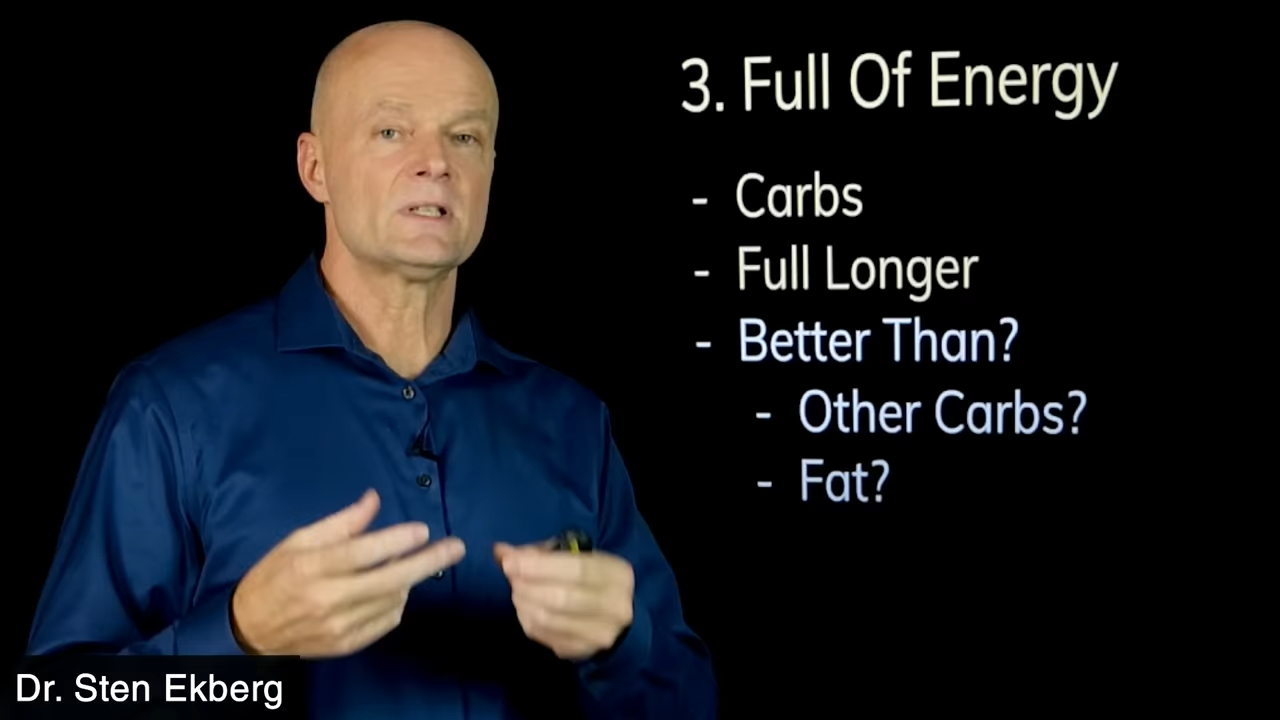 3. Full Of Energy
- Carbs
- Full Longer
- Better Than?
- Other Carbs?
- Fat?
Dr. Sten Ekberg